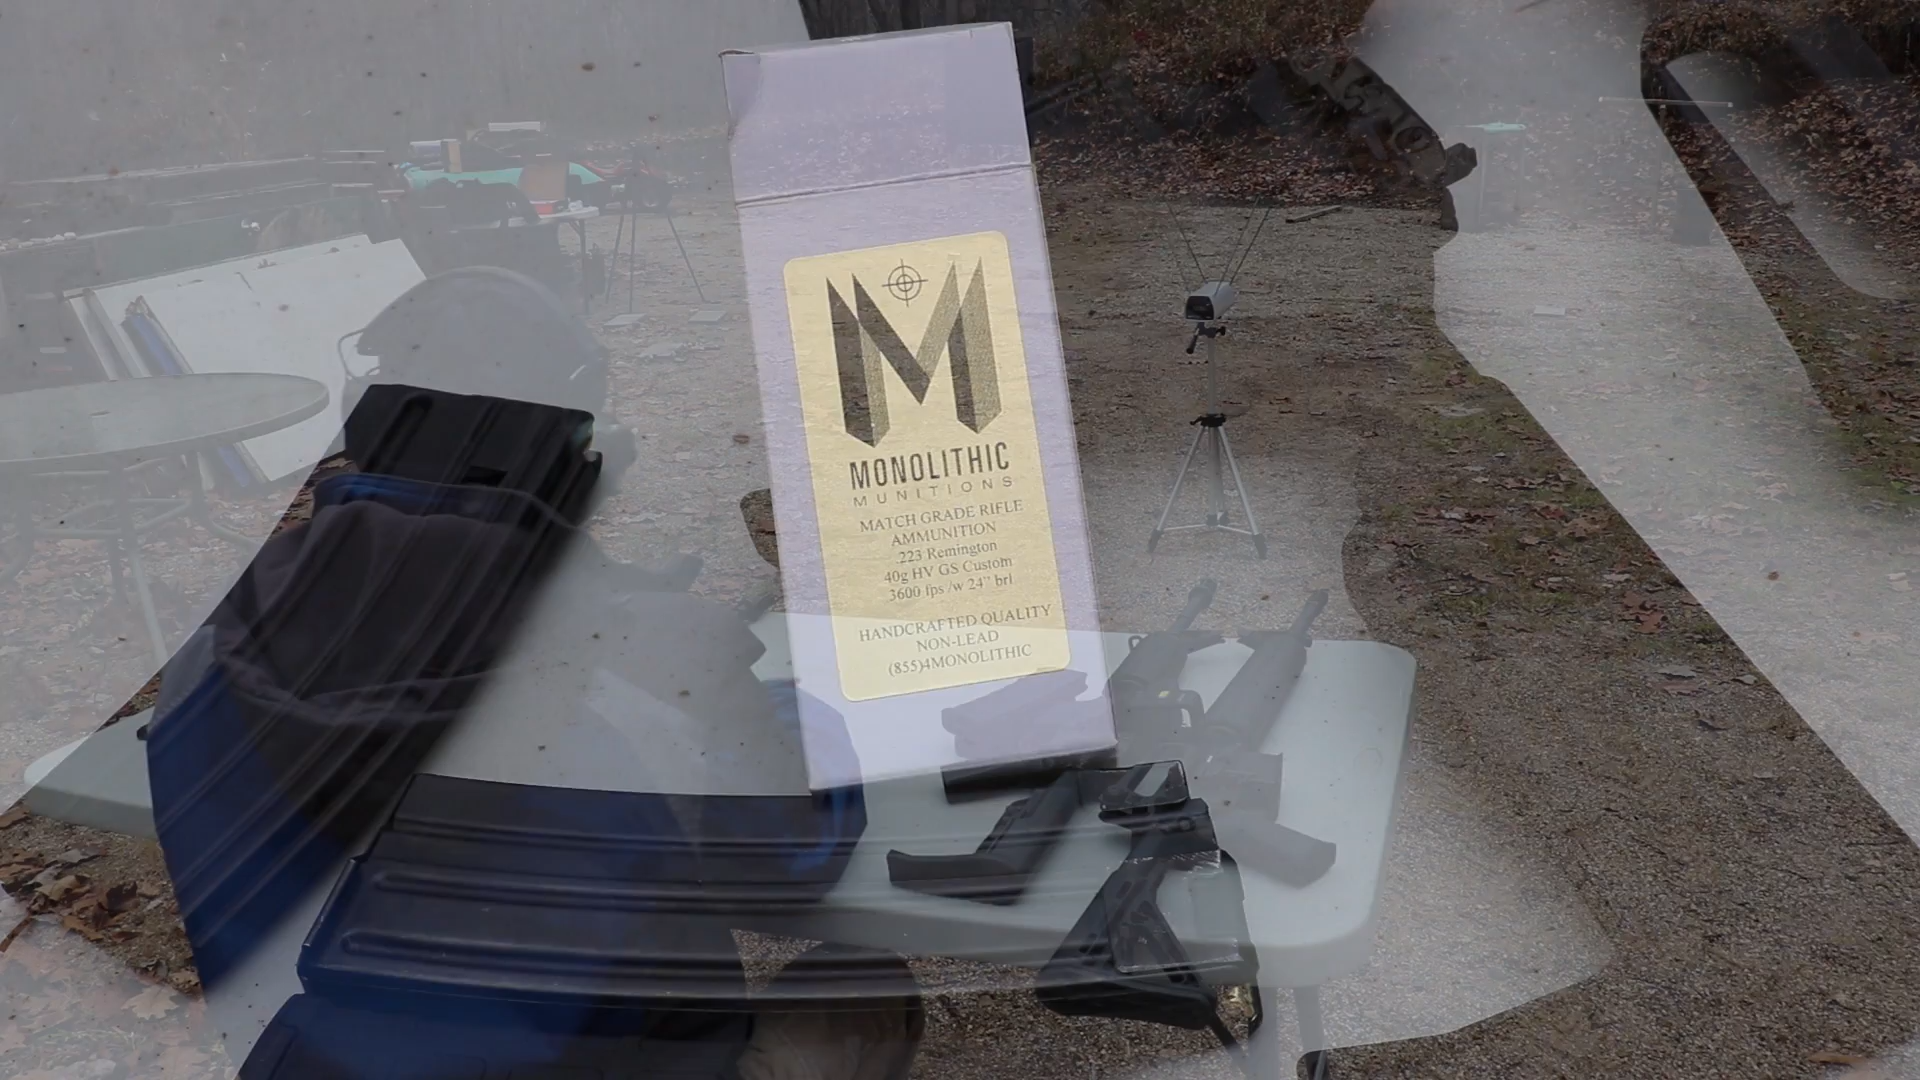 MONOLITHIC
MUNITIONS
MATCH GRADE RIFLE
AMMUNITION
.223 Remington
40g HV GS Custom
3600 fps /w 24" brl
HANDCRAFTED QUALITY
NON-LEAD
(855)4MONOLITHIC